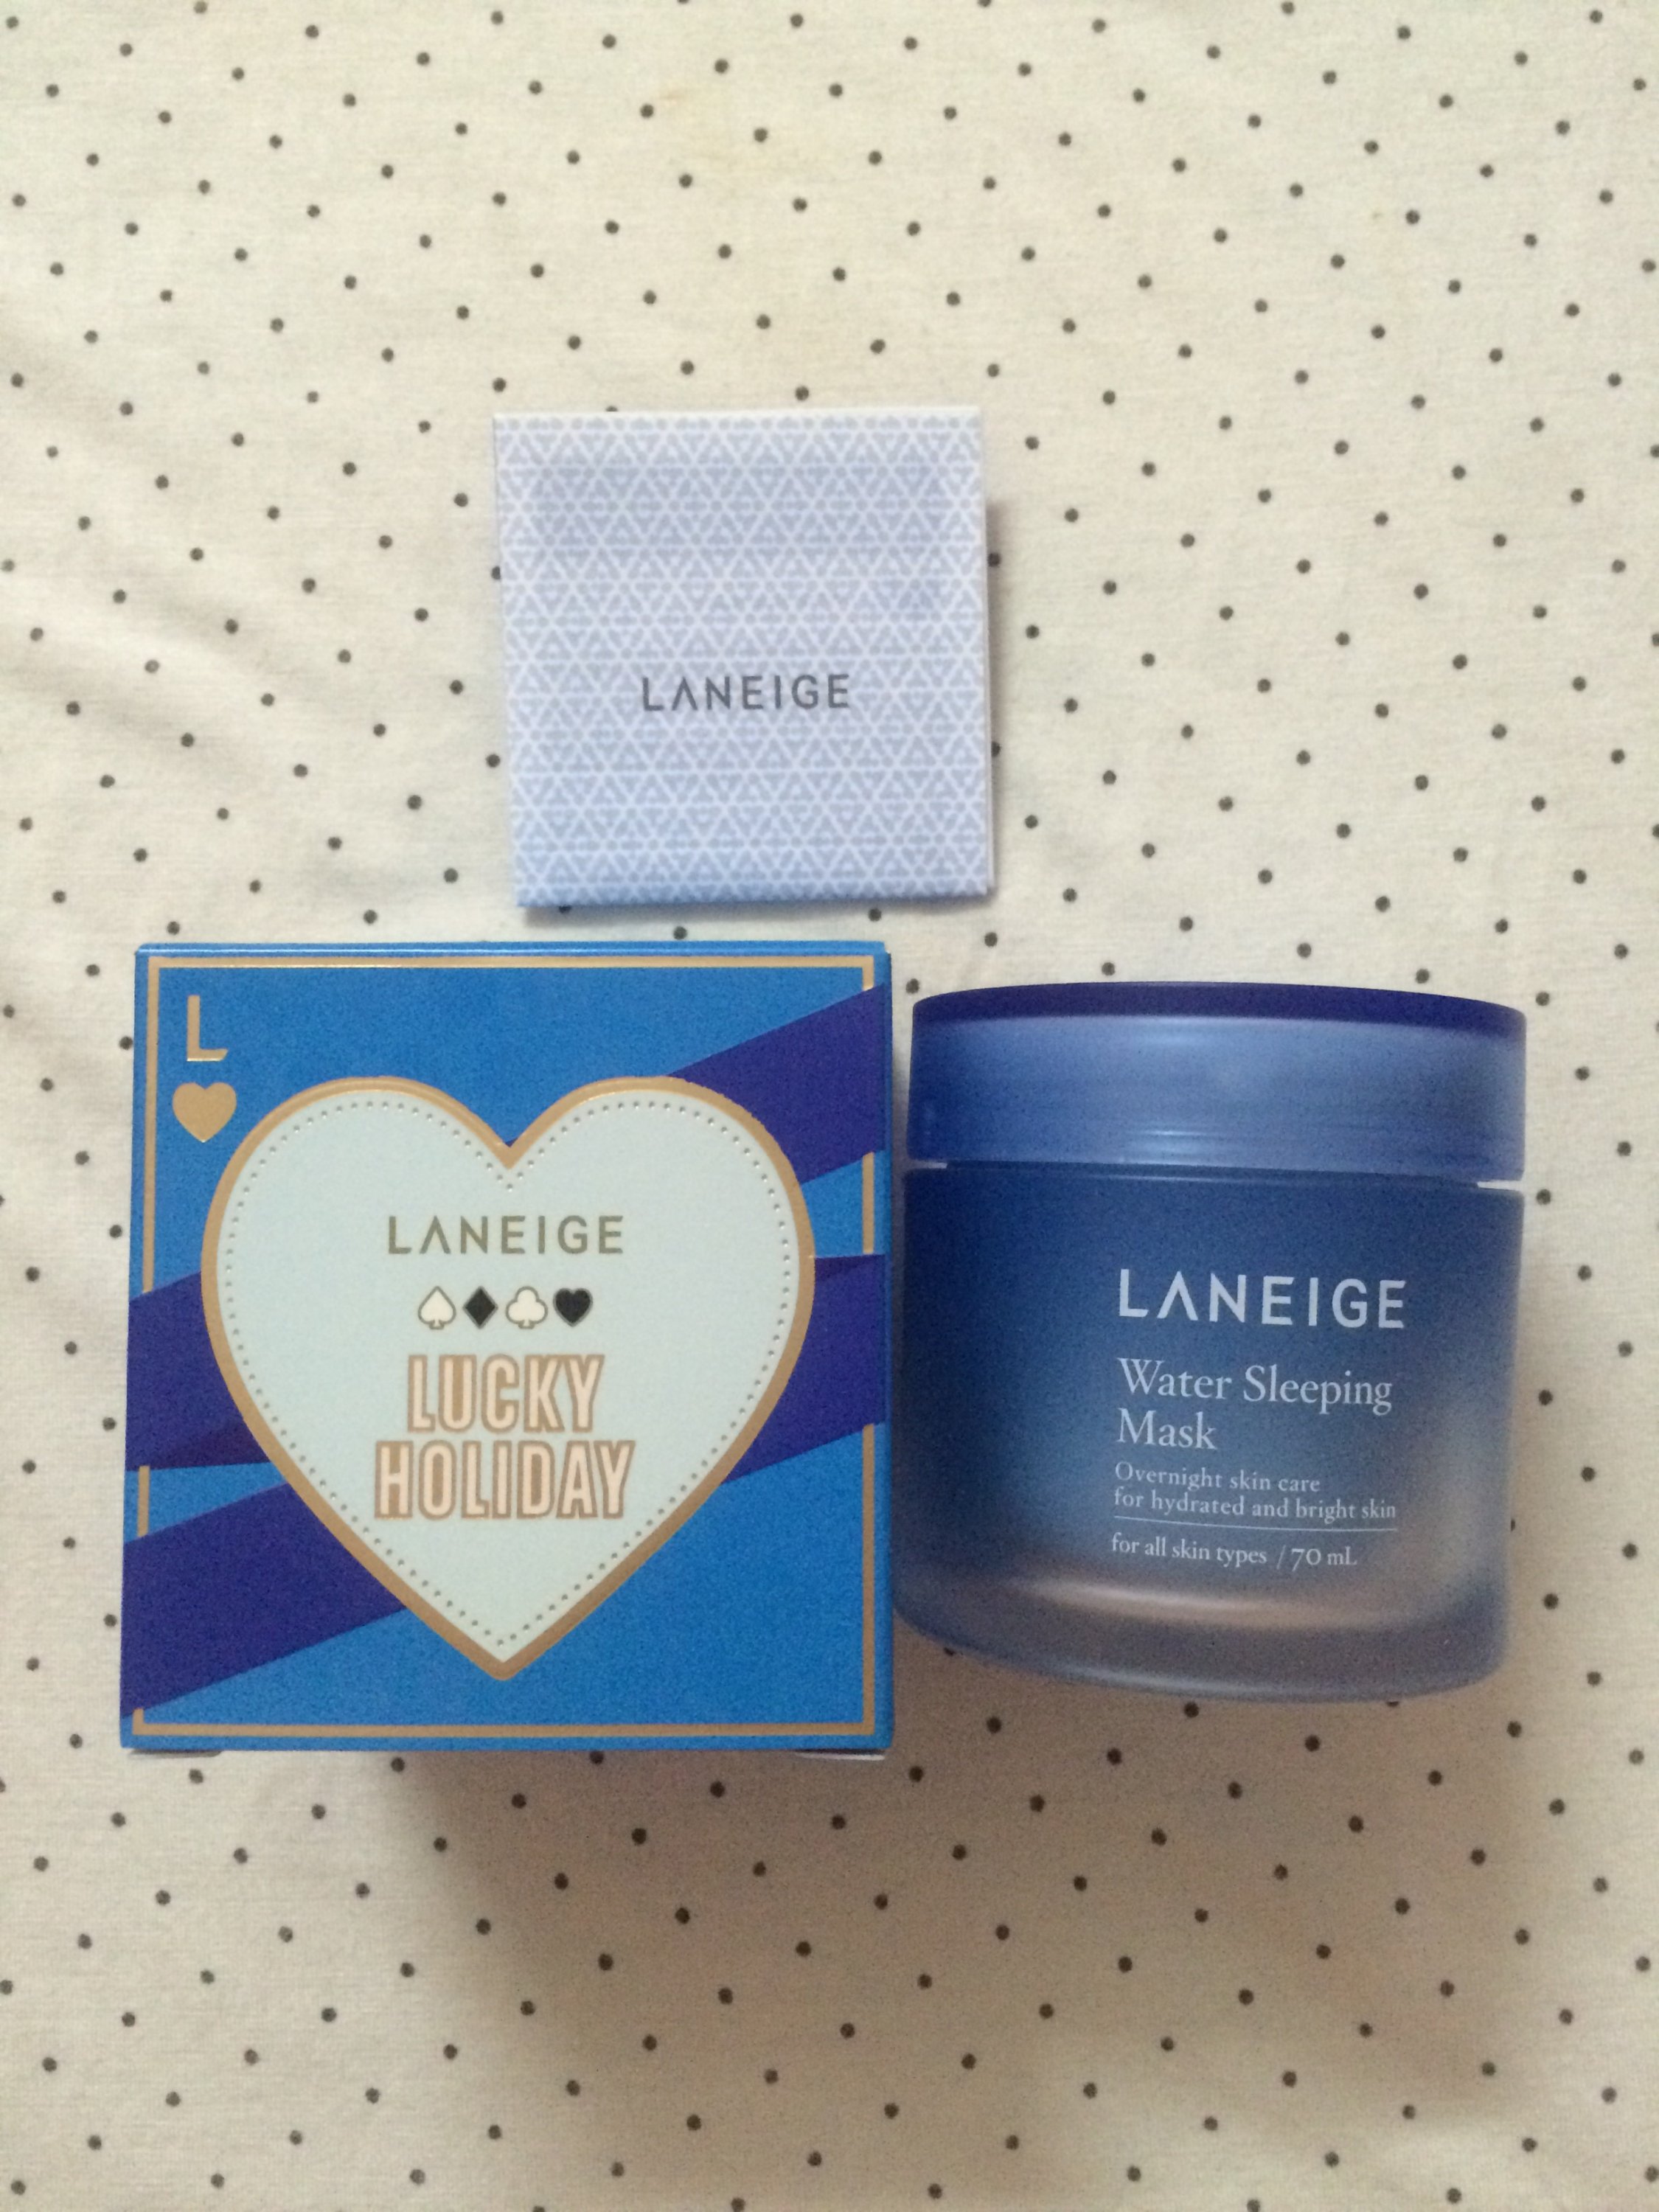 LANEIGE
L
LANEIGE
LUCKY
HOLIDAY
LANEIGE
Water Sleeping
Mask
Overnight skin care
for hydrated and bright skin
for all skin types / 70 mL